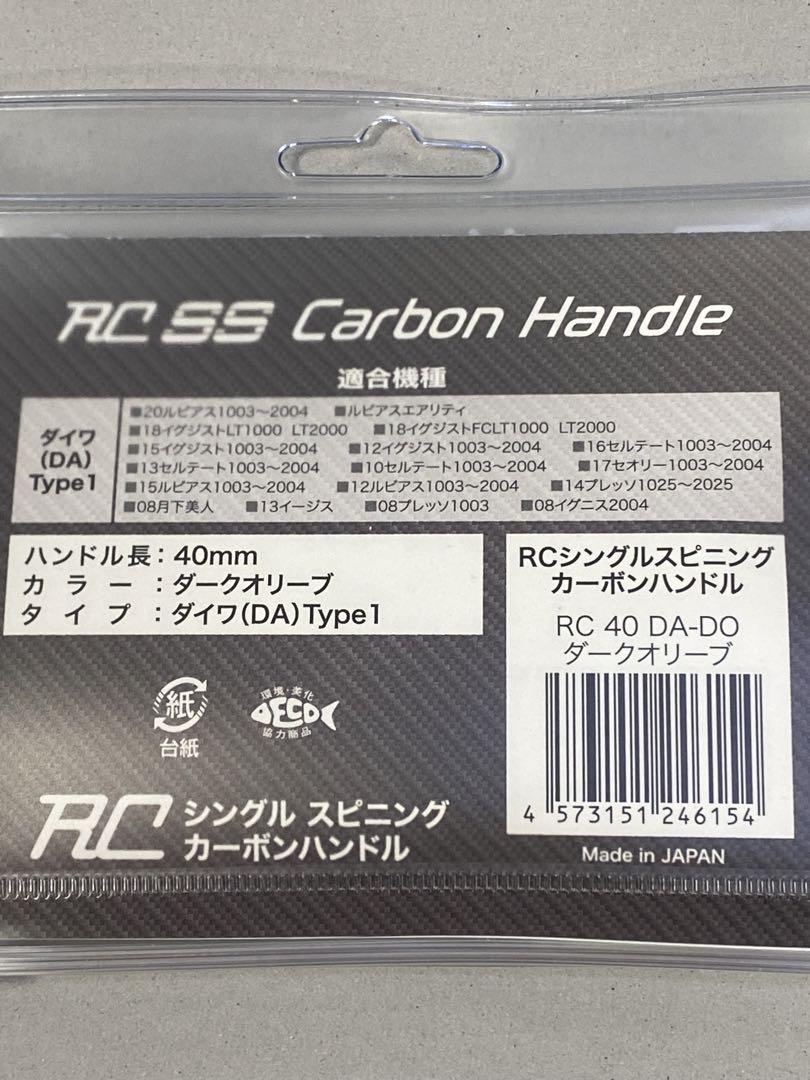 RC SS Carbon Handle
適合機種
ダイワ
(DA)
Type1
■20ルビアス1003〜2004 ■ルビアスエアリティ
■18イグジストLT1000 LT2000 ■18イグジストFCLT1000 LT2000
■15イグジスト1003〜2004 ■12イグジスト1003〜2004 ■16セルテート1003〜2004
■13セルテート1003〜2004 ■10セルテート1003〜2004 ■17セオリー1003〜2004
■15ルビアス1003〜2004 ■12ルビアス1003〜2004 ■14プレッソ1025〜2025
■08月下美人 ■13イージス ■08プレッソ1003 ■08イグニス2004
ハンドル長：40mm
カラー：ダークオリーブ
タイプ：ダイワ(DA)Type1
RCシングルスピニング
カーボンハンドル
RC 40 DA-DO
ダークオリーブ
4 573151 246154
Made in JAPAN
紙
台紙
環境・美化
ECO
協力商品
RC シングル スピニング
カーボンハンドル